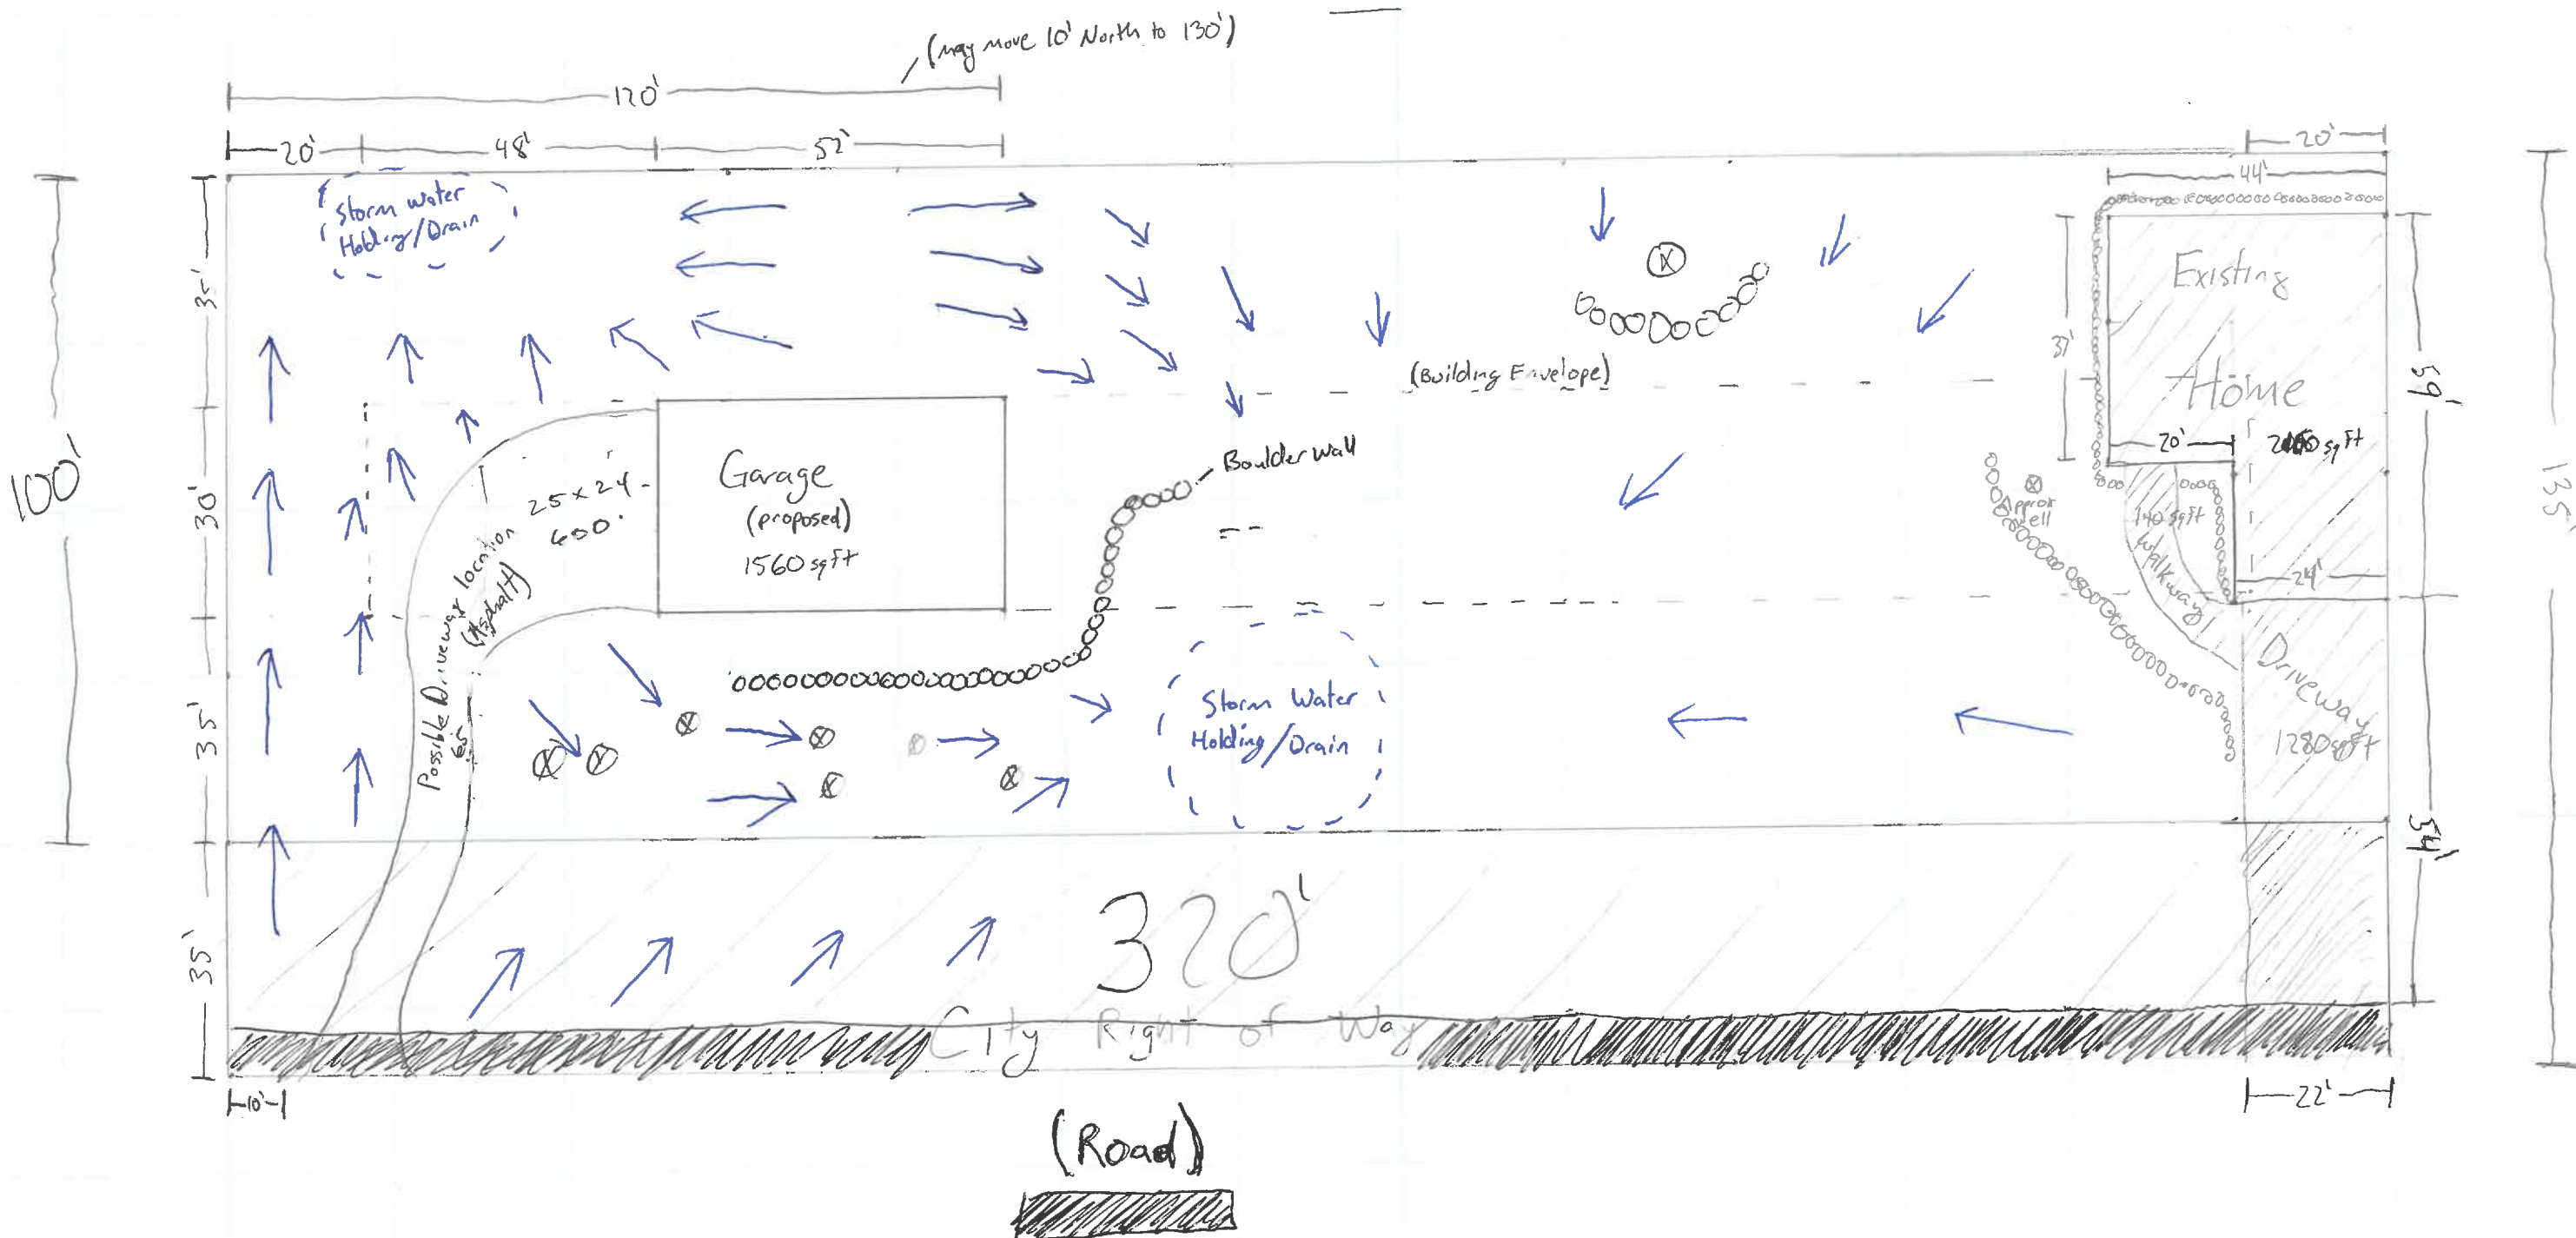 (may move 10' North to 130')
120'
20'
48'
52'
20'
44'
Storm Water
Holding/Drain
100'
35'
30'
35'
35'
Existing
Home
37'
59'
135'
20'
(Building Envelope)
Garage
(proposed)
1560 sqft
25 x 24
600
Boulder Wall
Possible Driveway location
(Asphalt)
Approx
well
140 sqft
Walkway
24'
Driveway
1280 sqft
54'
Storm Water
Holding/Drain
320'
City Right of Way
10'
22'
(Road)